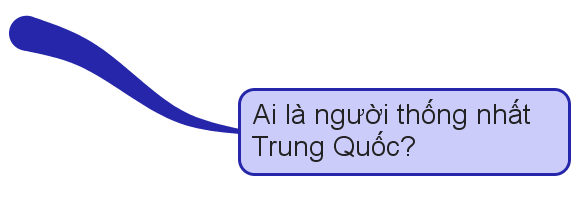 Ai là người thống nhất
Trung Quốc?